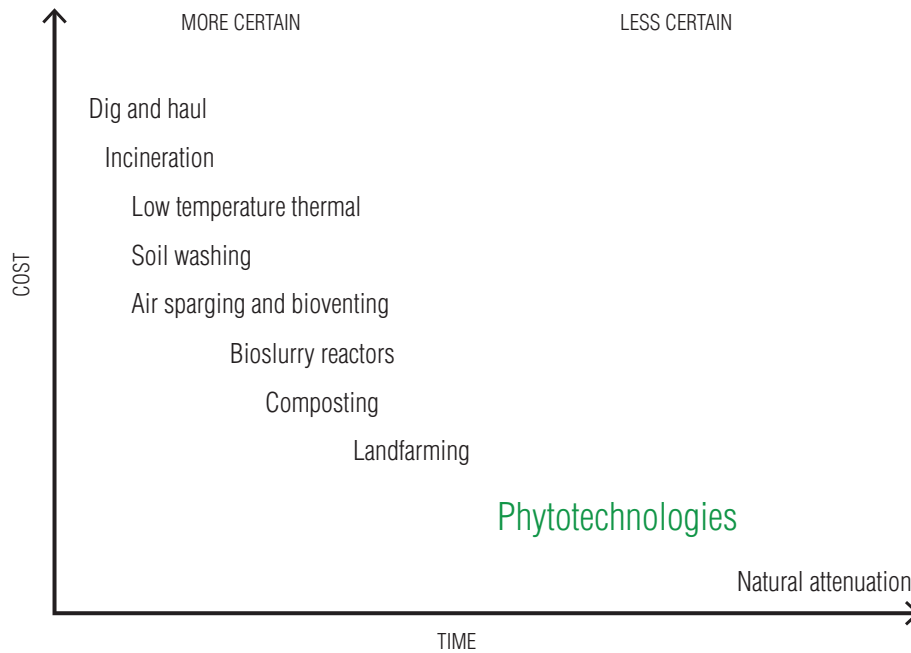 MORE CERTAIN
LESS CERTAIN
Dig and haul
Incineration
Low temperature thermal
Soil washing
COST
Air sparging and bioventing
Bioslurry reactors
Composting
Landfarming
Phytotechnologies
Natural attenuation
TIME